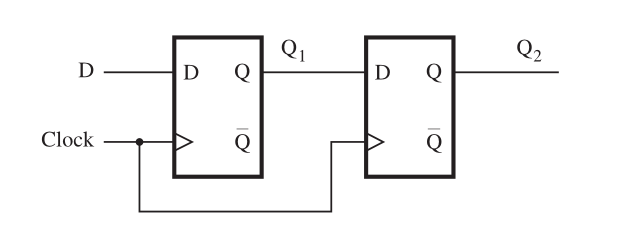 Q₁ Q₂
D D Q D Q
Clock Q̅ Q̅